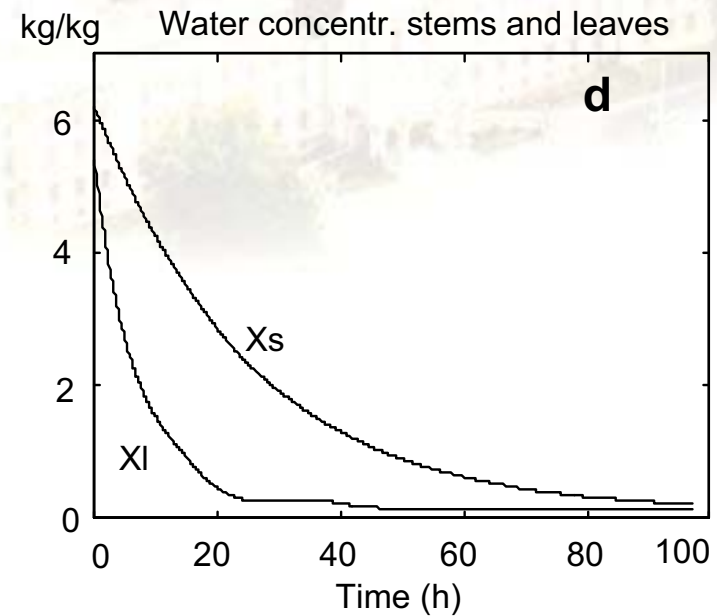 kg/kg Water concentr. stems and leaves
d
6
4
Xs
2
Xl
0
0 20 40 60 80 100
Time (h)